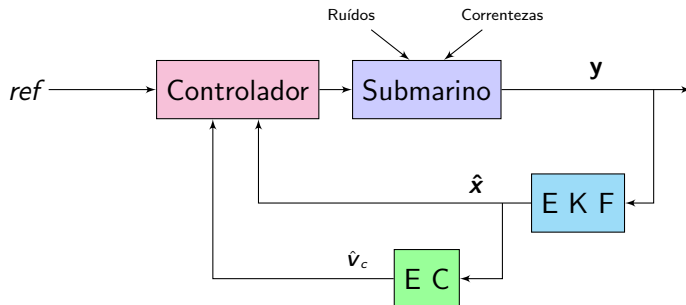 Ruídos Correntezas
ref Controlador Submarino y
x̂ E K F
v̂c E C